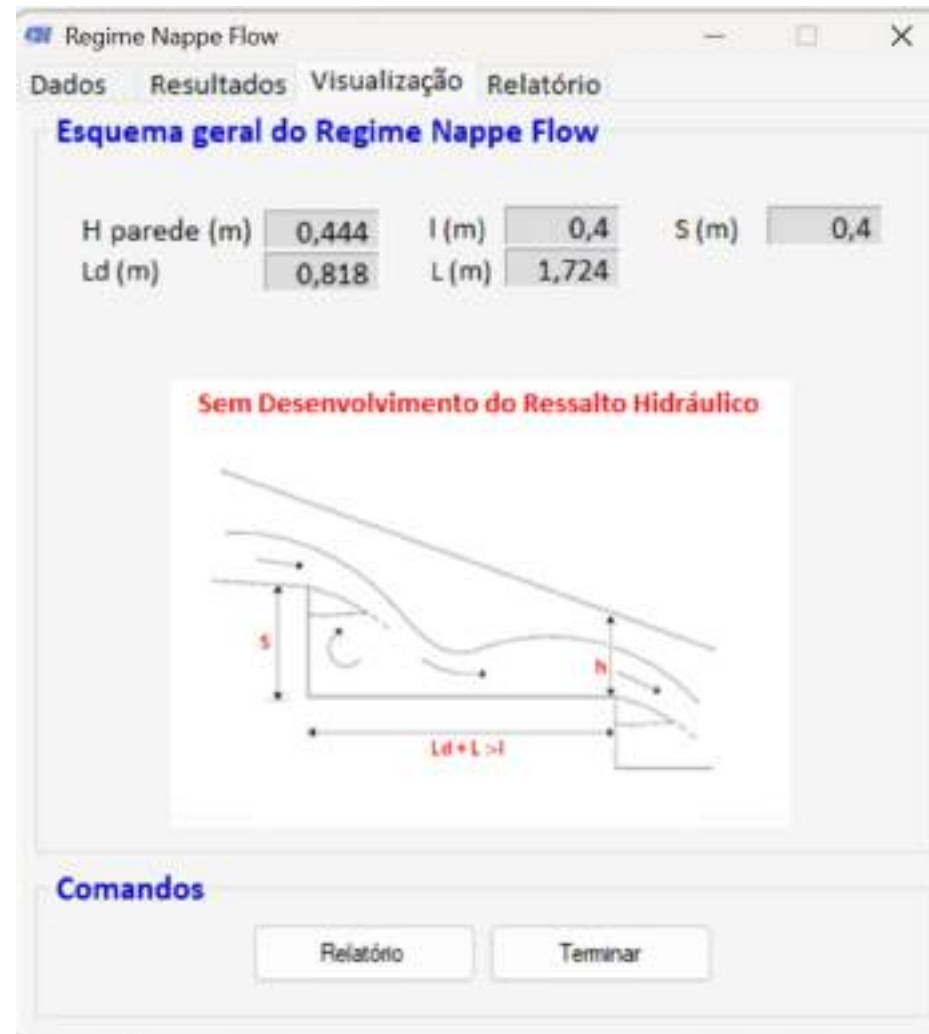 Regime Nappe Flow
Dados Resultados Visualização Relatório
Esquema geral do Regime Nappe Flow
H parede (m) 0,444 l (m) 0,4 S (m) 0,4
Ld (m) 0,818 L (m) 1,724
Sem Desenvolvimento do Ressalto Hidráulico
S
h
Ld + L >l
Comandos
Relatório Terminar